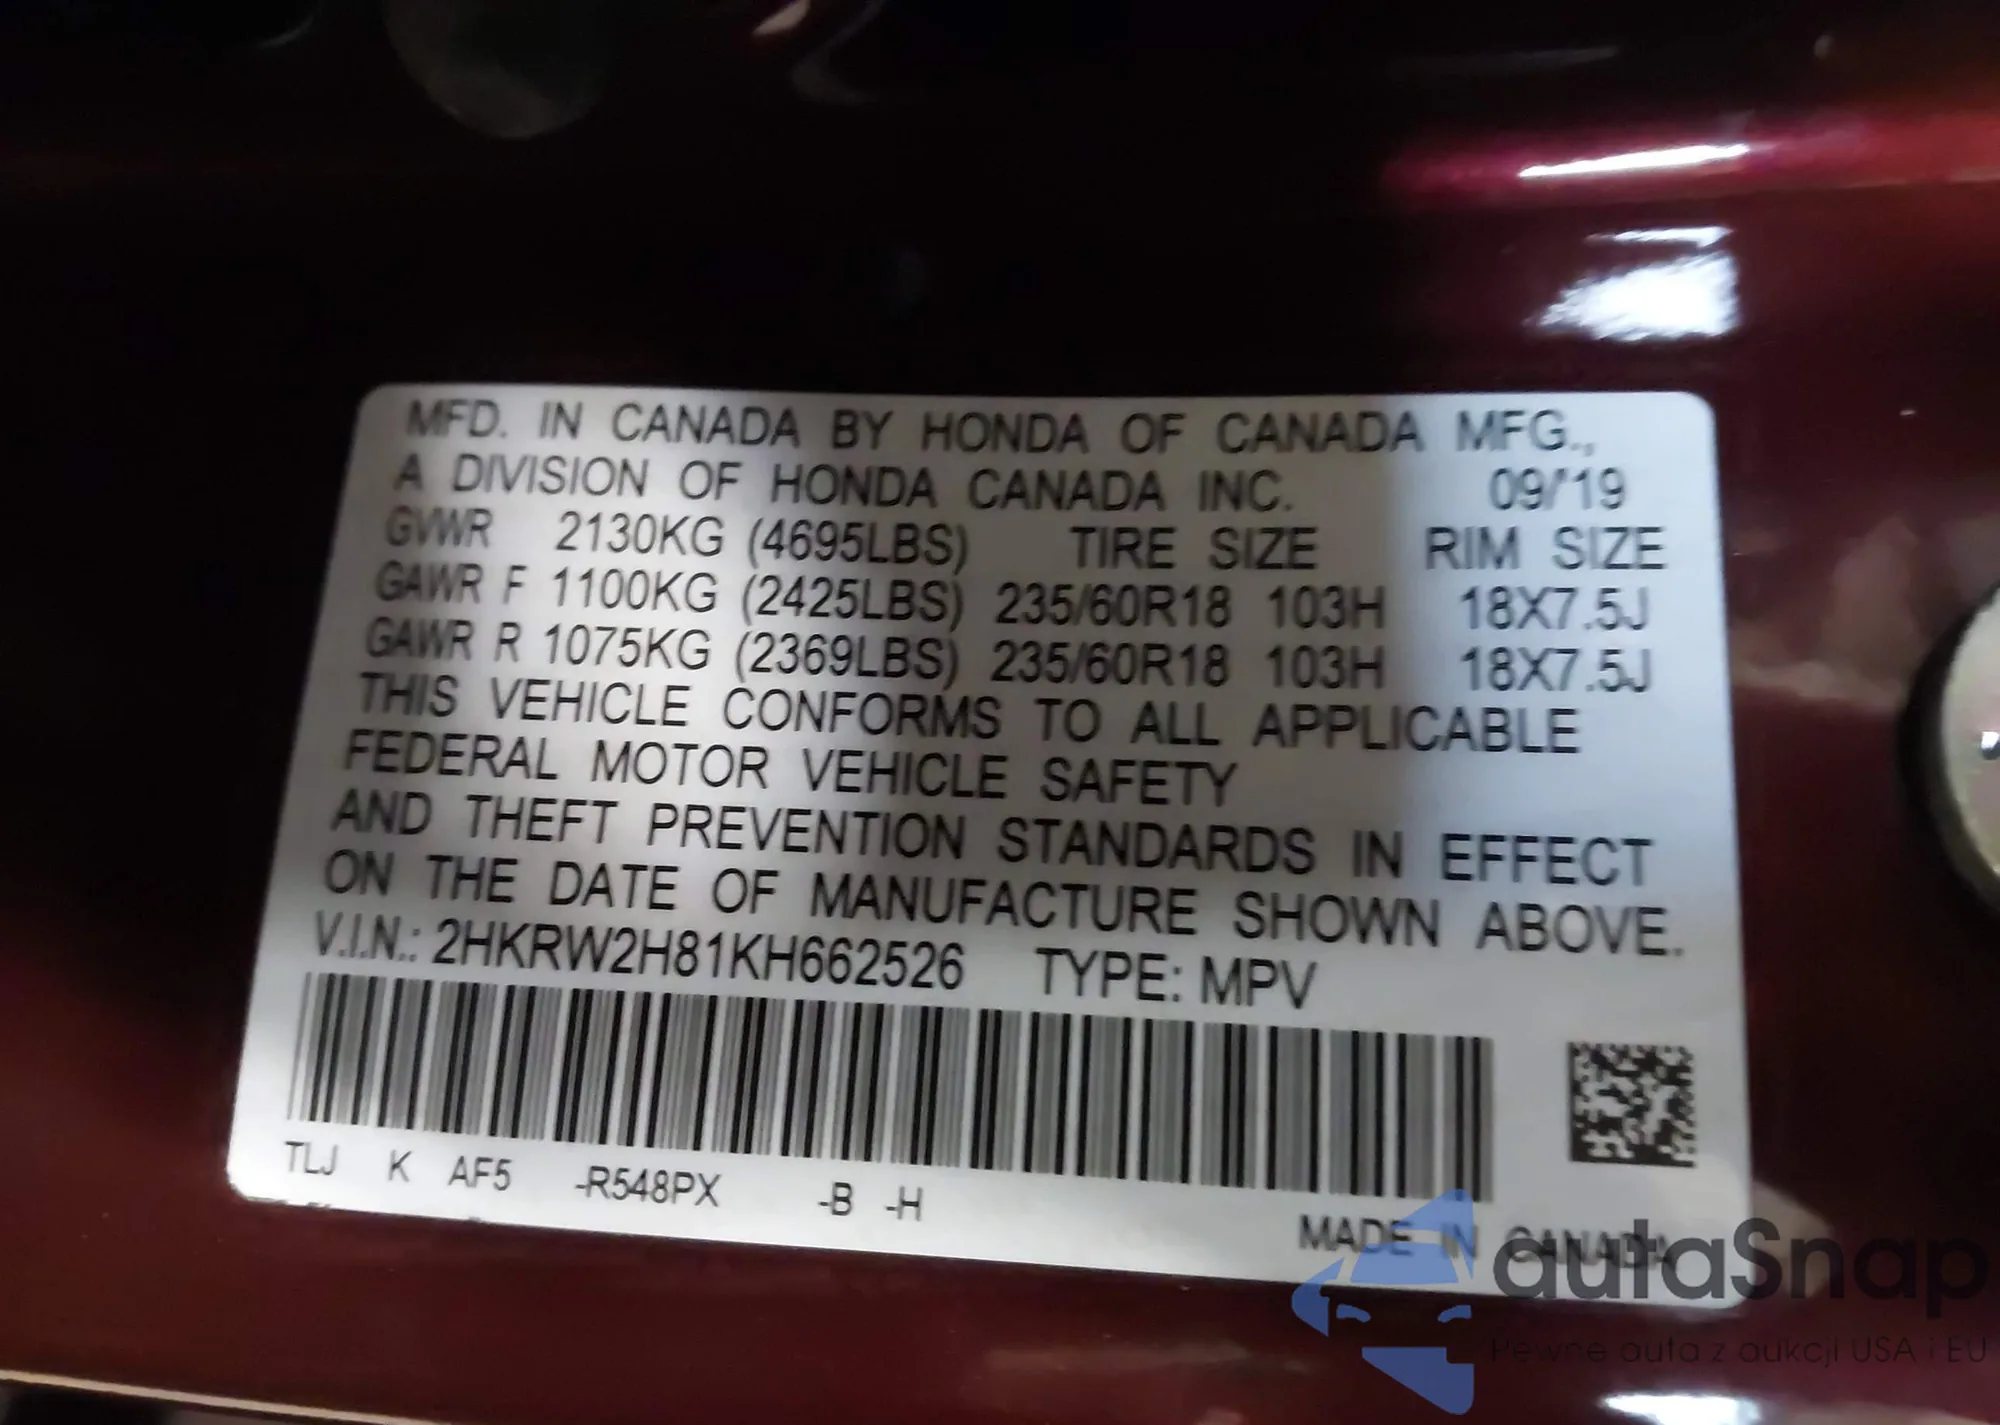 MFD. IN CANADA BY HONDA OF CANADA MFG.,
A DIVISION OF HONDA CANADA INC. 09/'19
GVWR 2130KG (4695LBS) TIRE SIZE RIM SIZE
GAWR F 1100KG (2425LBS) 235/60R18 103H 18X7.5J
GAWR R 1075KG (2369LBS) 235/60R18 103H 18X7.5J
THIS VEHICLE CONFORMS TO ALL APPLICABLE
FEDERAL MOTOR VEHICLE SAFETY
AND THEFT PREVENTION STANDARDS IN EFFECT
ON THE DATE OF MANUFACTURE SHOWN ABOVE.
V.I.N.: 2HKRW2H81KH662526 TYPE: MPV
TLJ K AF5 -R548PX -B -H
MADE IN CANADA
autaSnap
Pewne auta z aukcji USA i EU